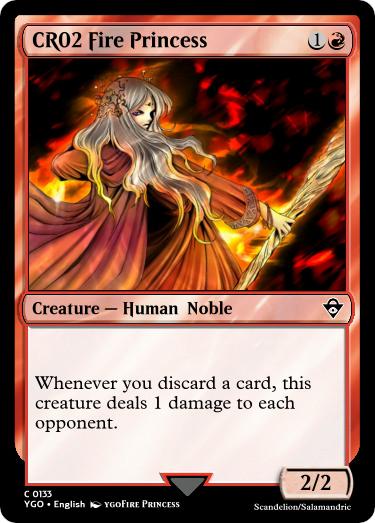 CR02 Fire Princess 1
Creature — Human Noble
Whenever you discard a card, this
creature deals 1 damage to each
opponent.
2/2
C 0133
YGO • English YGOFIRE PRINCESS
Scandelion/Salamandric